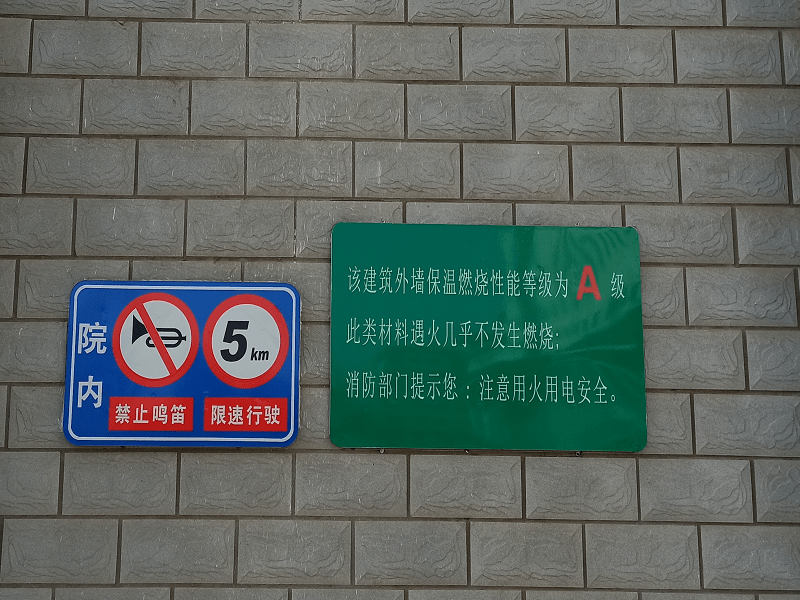 院内
5 km
禁止鸣笛
限速行驶
该建筑外墙保温燃烧性能等级为 A 级
此类材料遇火几乎不发生燃烧;
消防部门提示您：注意用火用电安全。